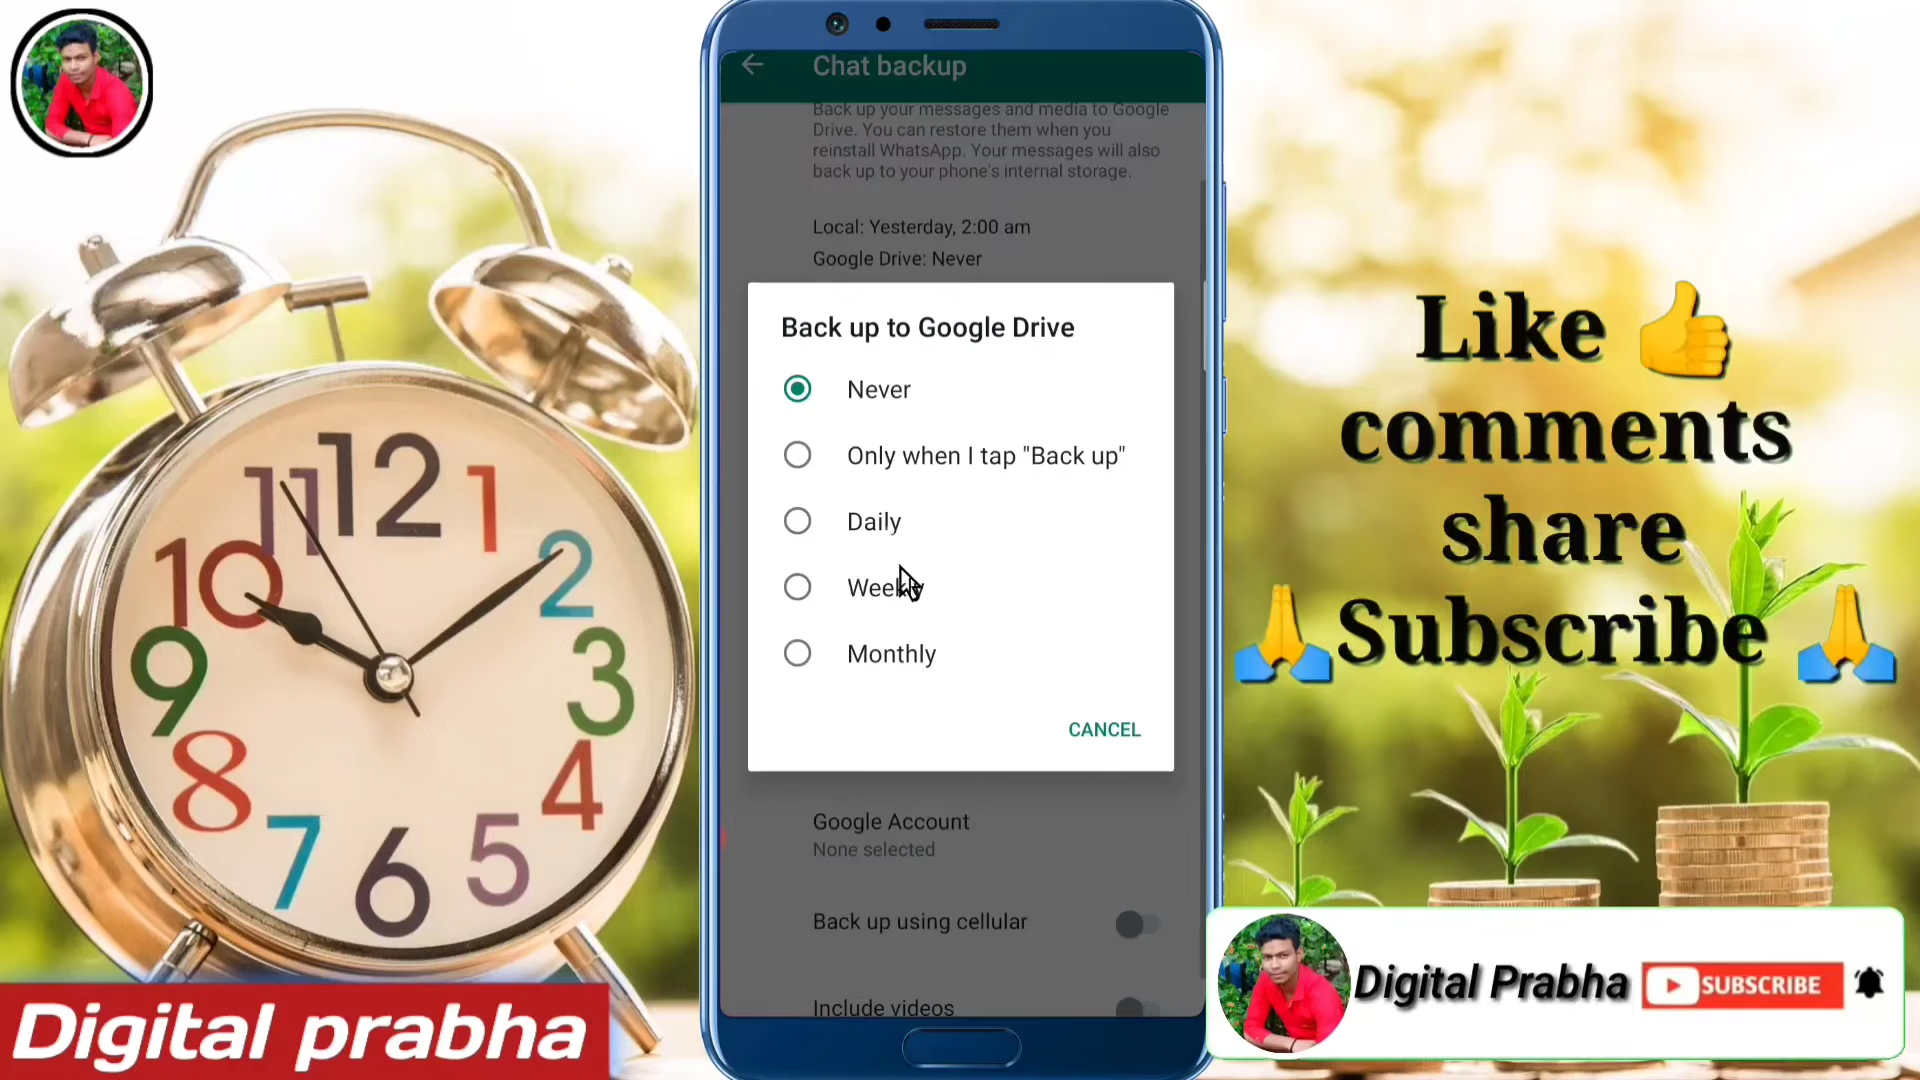 12
11
1
10
2
9
3
8
4
7
5
6
Digital prabha
Chat backup
Back up your messages and media to Google
Drive. You can restore them when you
reinstall WhatsApp. Your messages will also
back up to your phone's internal storage.
Local: Yesterday, 2:00 am
Google Drive: Never
Back up to Google Drive
Never
Only when I tap "Back up"
Daily
Weekly
Monthly
CANCEL
Google Account
None selected
Back up using cellular
Include videos
Like 👍
comments
share
🙏Subscribe 🙏
Digital Prabha
SUBSCRIBE